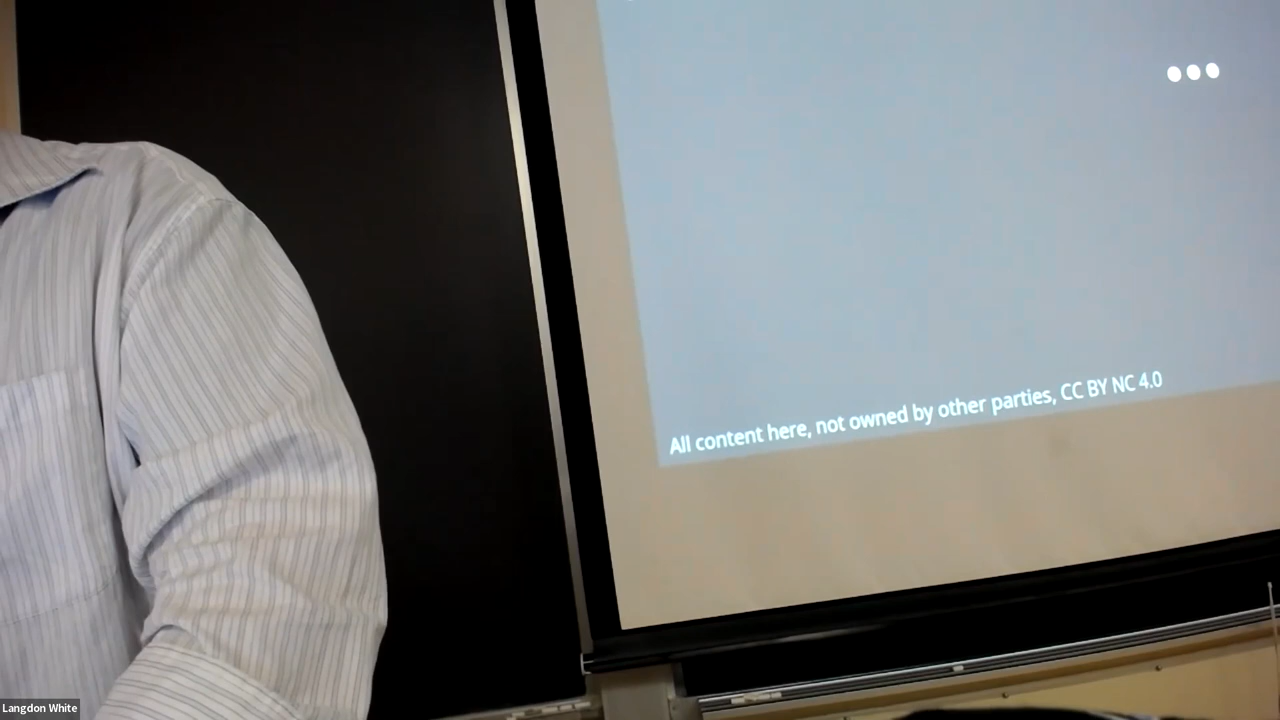 ●●●
All content here, not owned by other parties, CC BY NC 4.0
Langdon White